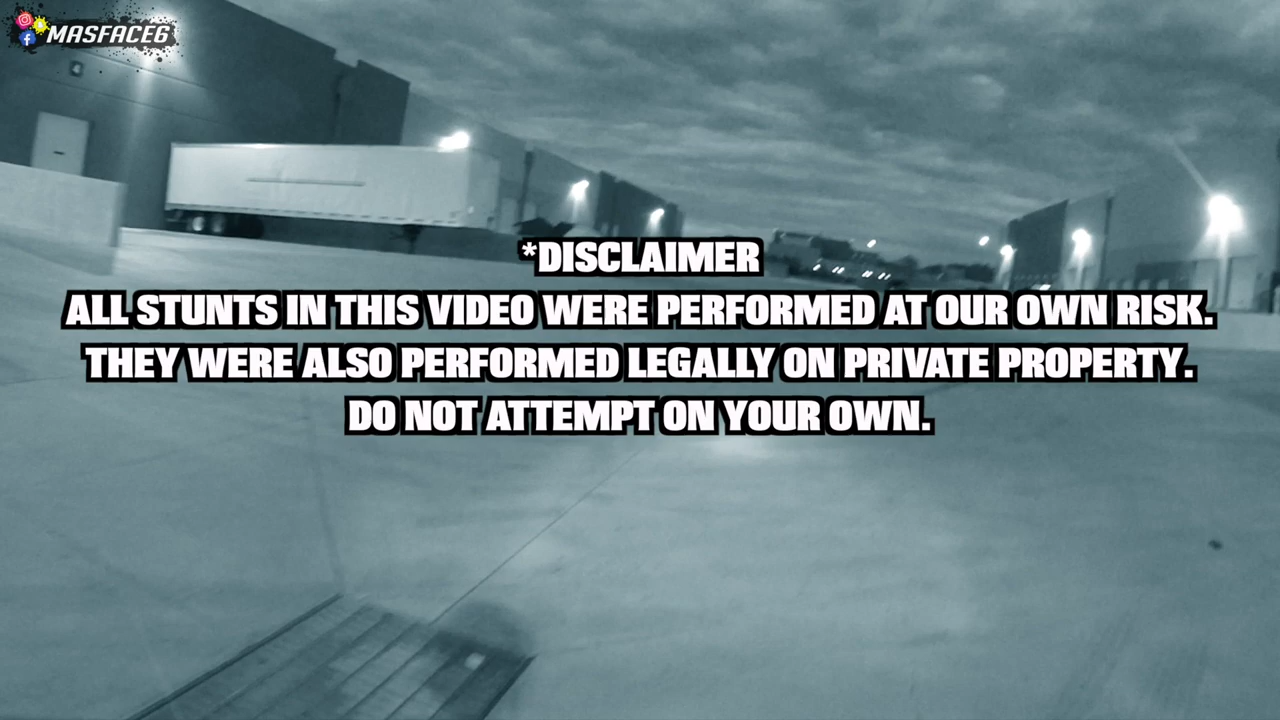 MASFACE6
*DISCLAIMER
ALL STUNTS IN THIS VIDEO WERE PERFORMED AT OUR OWN RISK.
THEY WERE ALSO PERFORMED LEGALLY ON PRIVATE PROPERTY.
DO NOT ATTEMPT ON YOUR OWN.